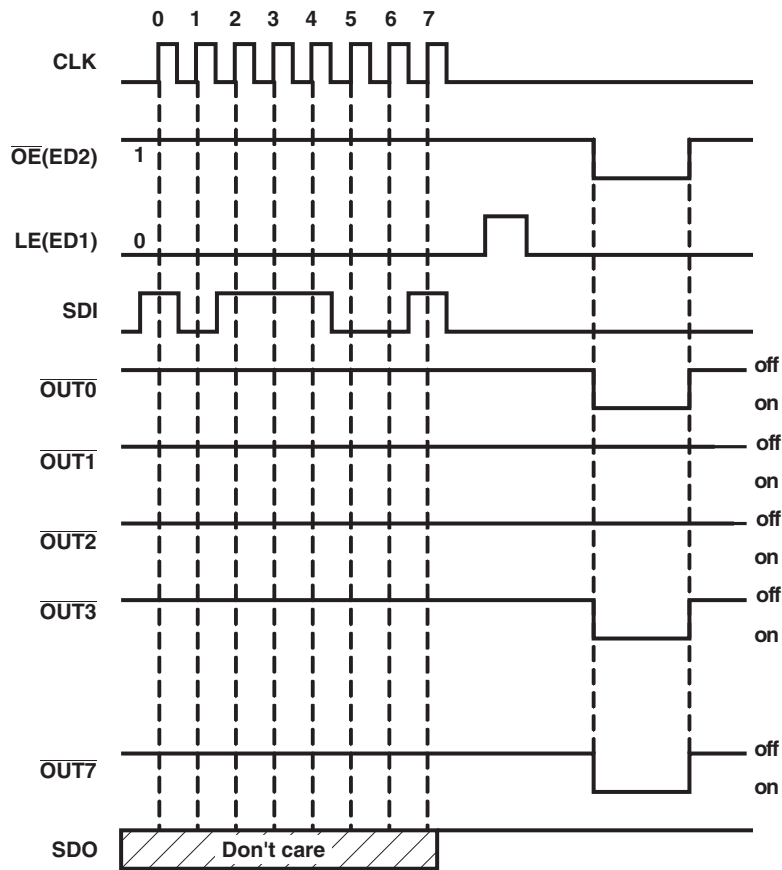 0 1 2 3 4 5 6 7
CLK
OE(ED2) 1
LE(ED1) 0
SDI
OUT0 off
on
OUT1 off
on
OUT2 off
on
OUT3 off
on
OUT7 off
on
SDO Don't care